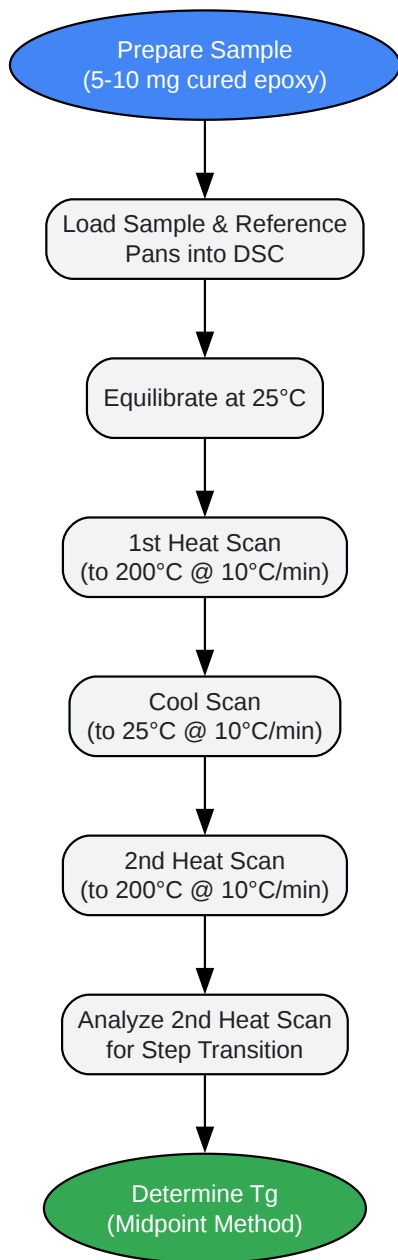 Prepare Sample
(5-10 mg cured epoxy)
Load Sample & Reference
Pans into DSC
Equilibrate at 25°C
1st Heat Scan
(to 200°C @ 10°C/min)
Cool Scan
(to 25°C @ 10°C/min)
2nd Heat Scan
(to 200°C @ 10°C/min)
Analyze 2nd Heat Scan
for Step Transition
Determine Tg
(Midpoint Method)